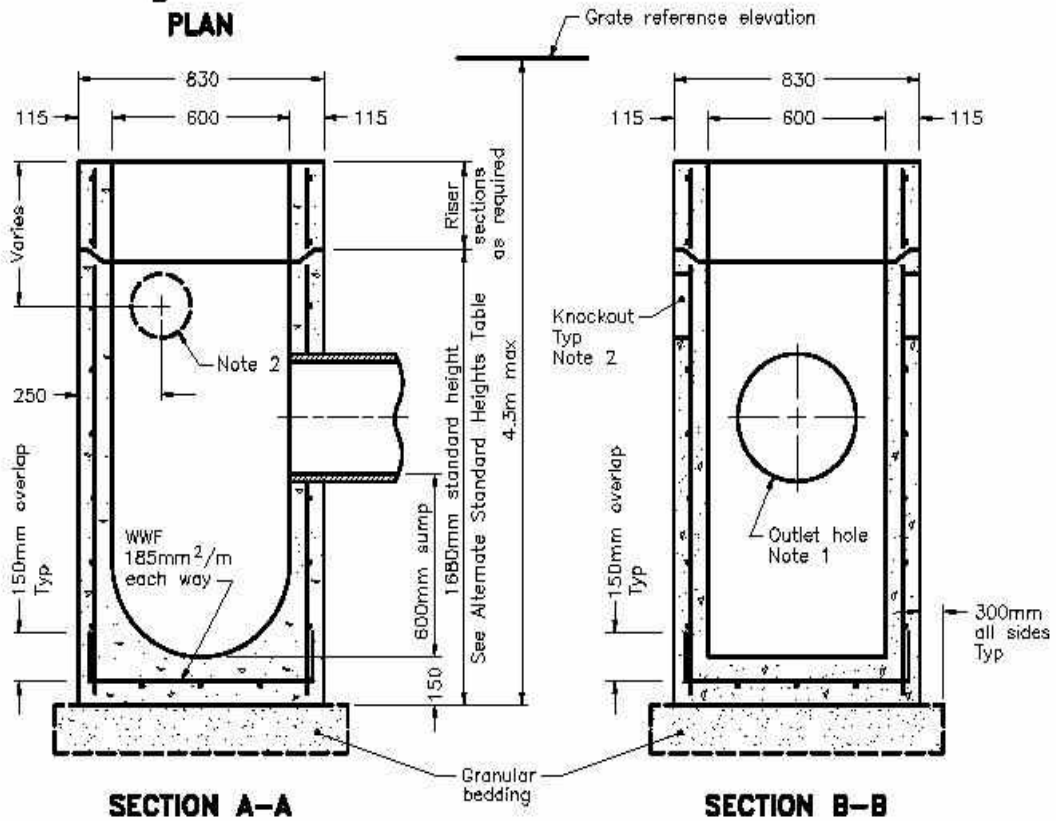 PLAN
Grate reference elevation
830
115
600
115
830
115
600
115
Varies
Riser
sections
as required
Note 2
250
Knockout
Typ
Note 2
1680mm standard height
See Alternate Standard Heights Table
4.3m max
600mm sump
150
150mm overlap
Typ
WWF
185mm²/m
each way
Outlet hole
Note 1
150mm overlap
Typ
300mm
all sides
Typ
Granular
bedding
SECTION A-A
SECTION B-B